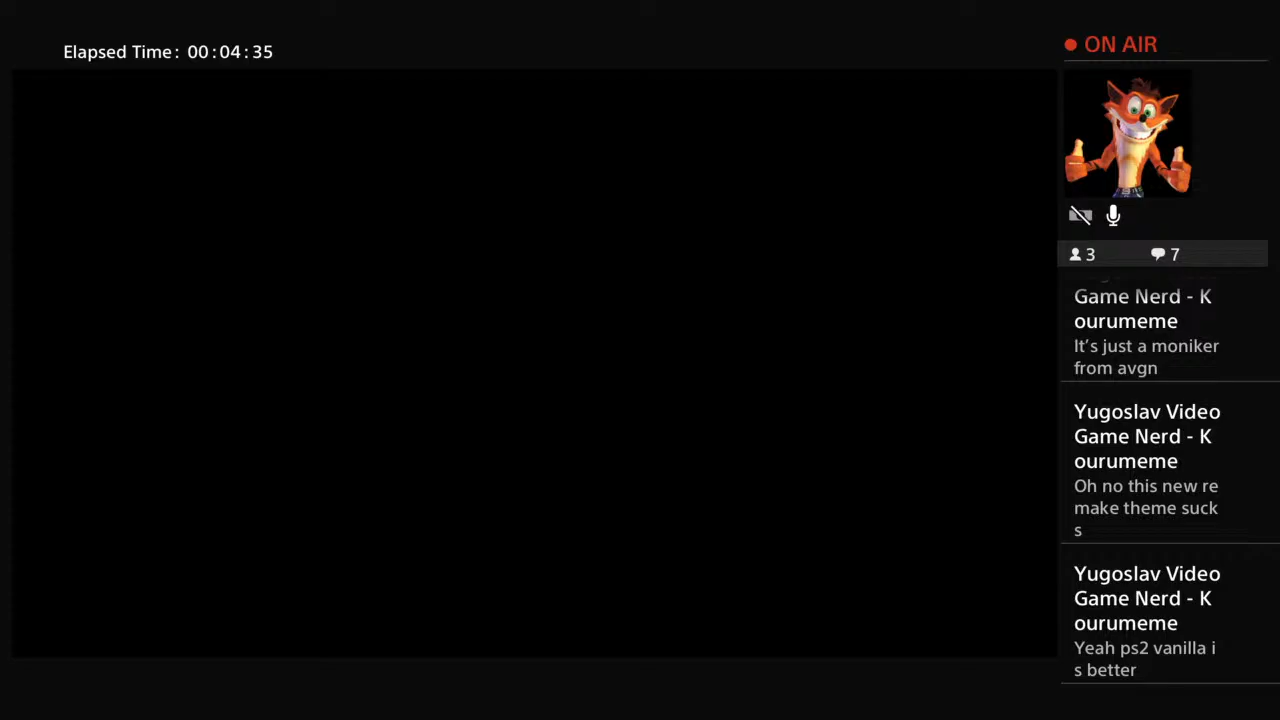 Elapsed Time: 00:04:35
ON AIR
3
7
Game Nerd - K
ourumeme
It's just a moniker
from avgn
Yugoslav Video
Game Nerd - K
ourumeme
Oh no this new re
make theme suck
s
Yugoslav Video
Game Nerd - K
ourumeme
Yeah ps2 vanilla i
s better